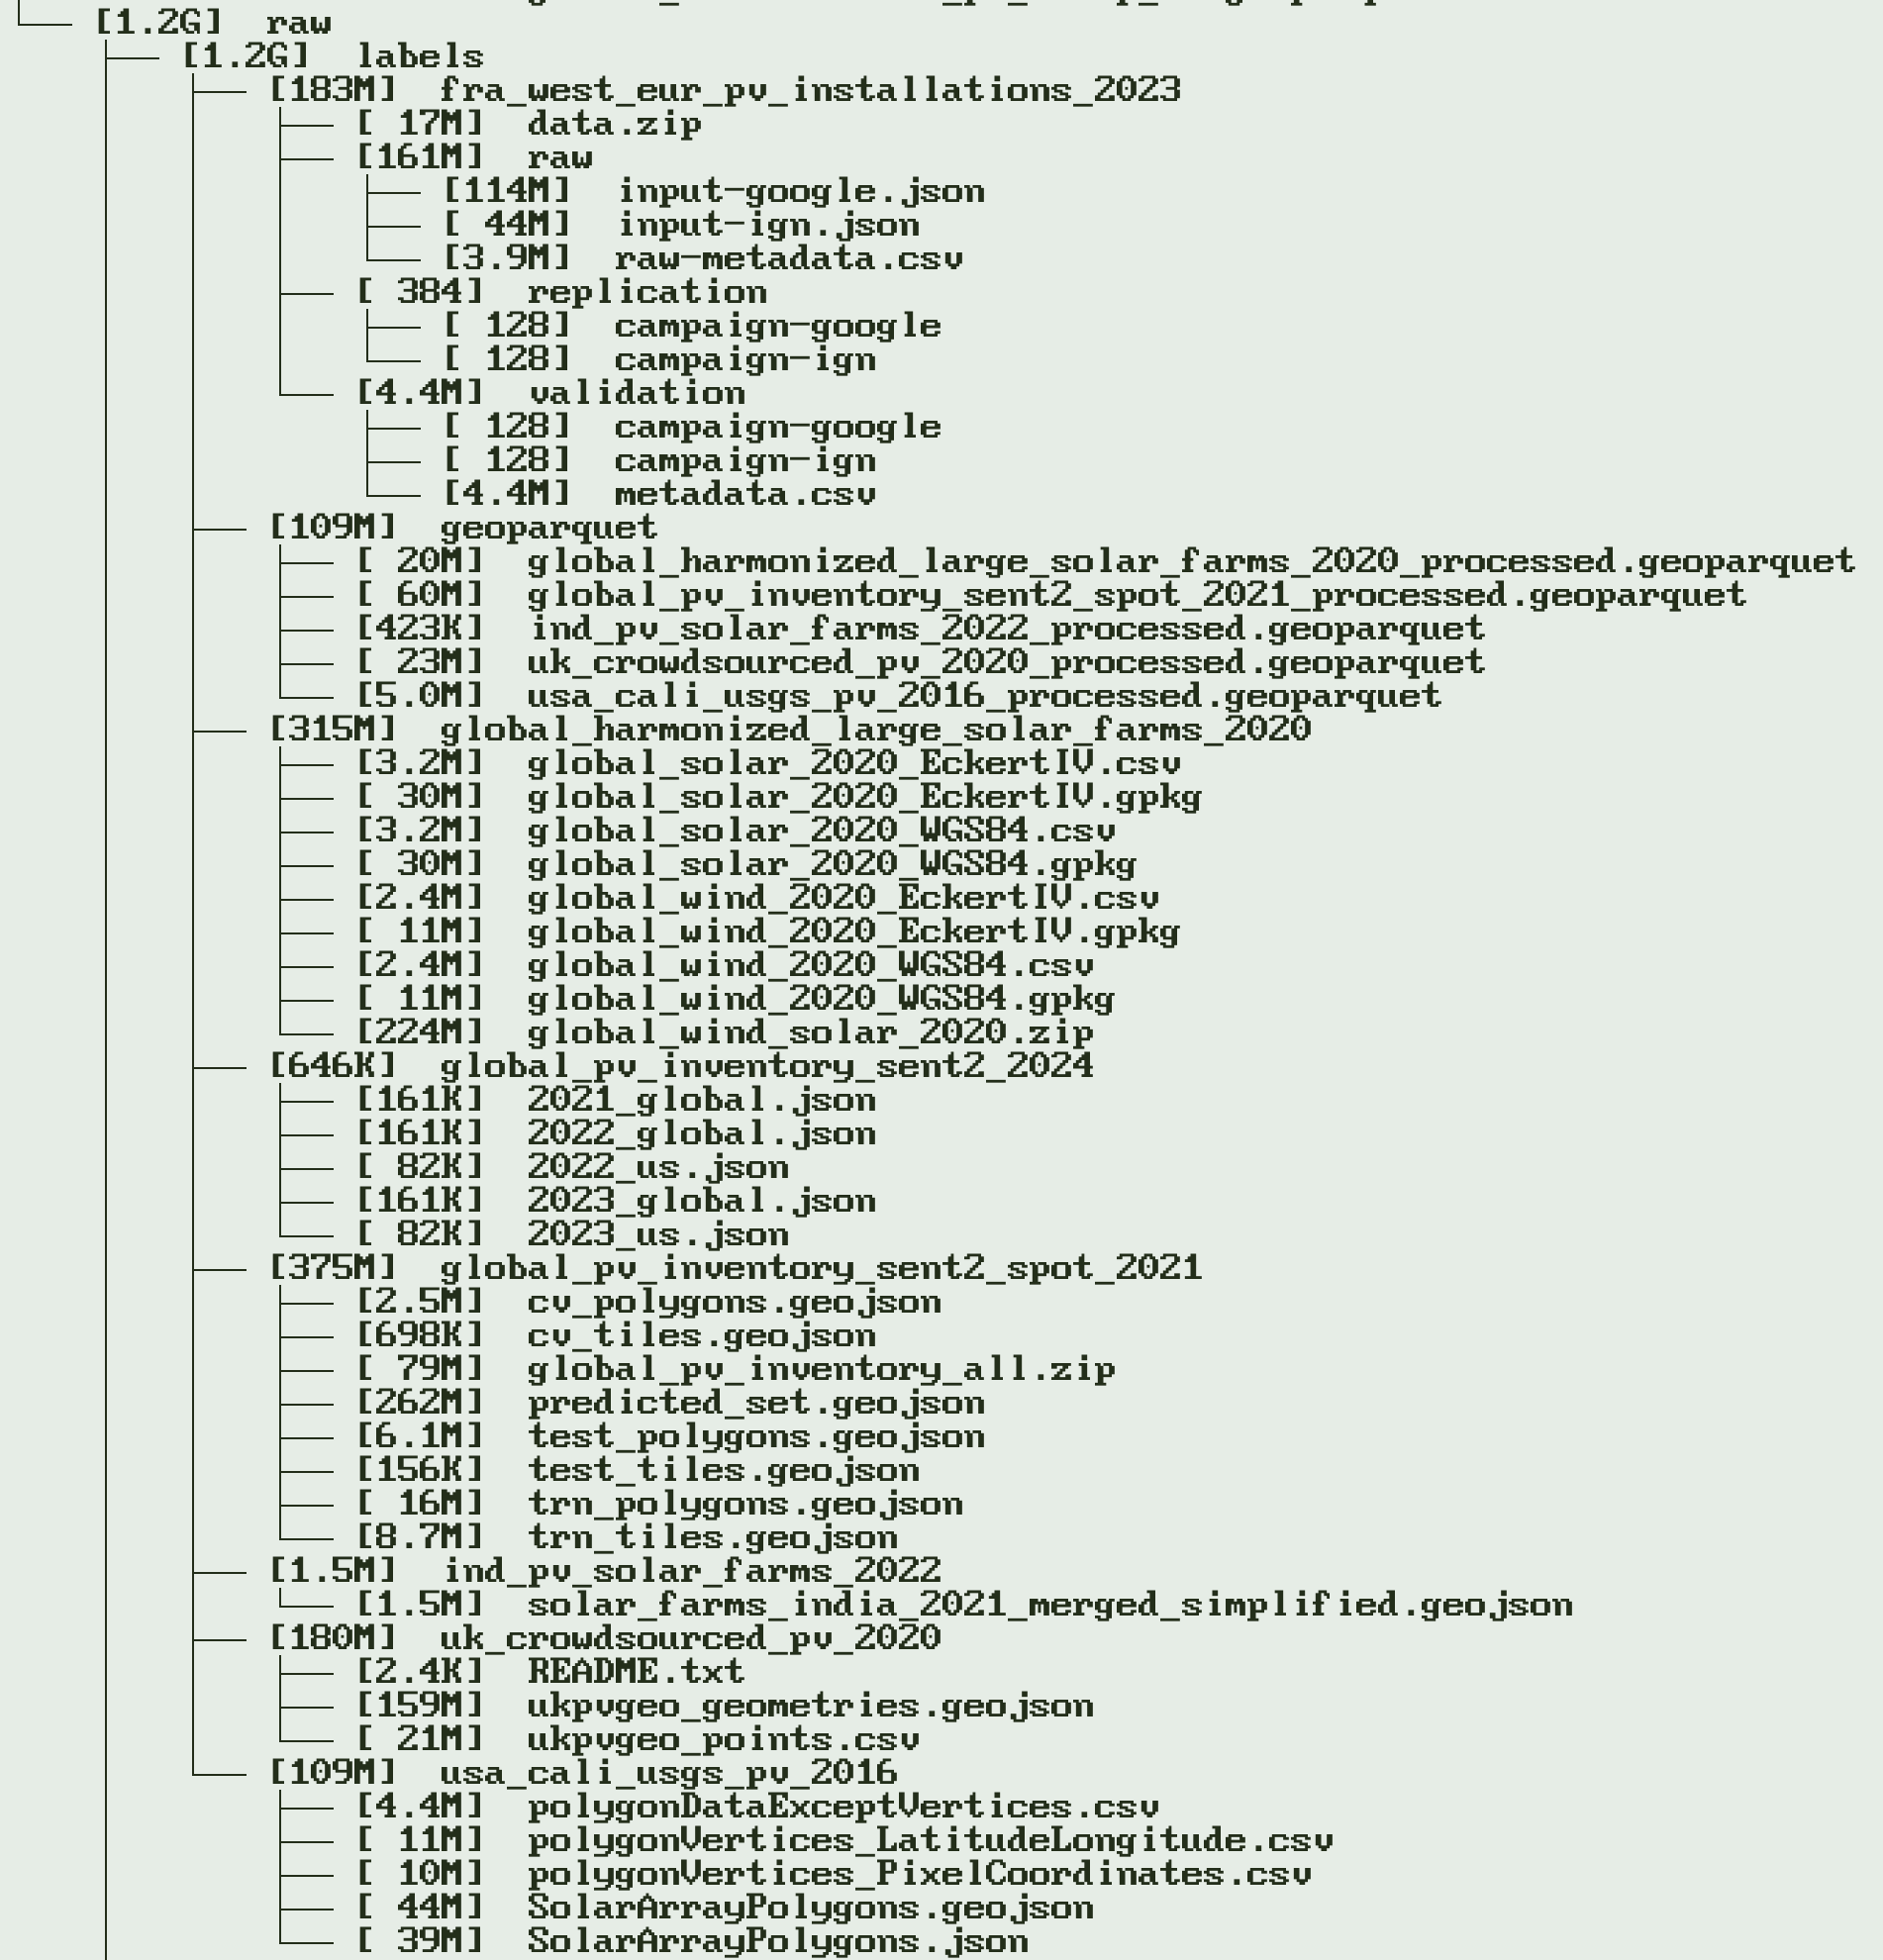 [1.2G] raw
[1.2G] labels
[183M] fra_west_eur_pv_installations_2023
[ 17M] data.zip
[161M] raw
[114M] input-google.json
[ 44M] input-ign.json
[3.9M] raw-metadata.csv
[ 384] replication
[ 128] campaign-google
[ 128] campaign-ign
[4.4M] validation
[ 128] campaign-google
[ 128] campaign-ign
[4.4M] metadata.csv
[109M] geoparquet
[ 20M] global_harmonized_large_solar_farms_2020_processed.geoparquet
[ 60M] global_pv_inventory_sent2_spot_2021_processed.geoparquet
[423K] ind_pv_solar_farms_2022_processed.geoparquet
[ 23M] uk_crowdsourced_pv_2020_processed.geoparquet
[5.0M] usa_cali_usgs_pv_2016_processed.geoparquet
[315M] global_harmonized_large_solar_farms_2020
[3.2M] global_solar_2020_EckertIV.csv
[ 30M] global_solar_2020_EckertIV.gpkg
[3.2M] global_solar_2020_WGS84.csv
[ 30M] global_solar_2020_WGS84.gpkg
[2.4M] global_wind_2020_EckertIV.csv
[ 11M] global_wind_2020_EckertIV.gpkg
[2.4M] global_wind_2020_WGS84.csv
[ 11M] global_wind_2020_WGS84.gpkg
[224M] global_wind_solar_2020.zip
[646K] global_pv_inventory_sent2_2024
[161K] 2021_global.json
[161K] 2022_global.json
[ 82K] 2022_us.json
[161K] 2023_global.json
[ 82K] 2023_us.json
[375M] global_pv_inventory_sent2_spot_2021
[2.5M] cv_polygons.geojson
[698K] cv_tiles.geojson
[ 79M] global_pv_inventory_all.zip
[262M] predicted_set.geojson
[6.1M] test_polygons.geojson
[156K] test_tiles.geojson
[ 16M] trn_polygons.geojson
[8.7M] trn_tiles.geojson
[1.5M] ind_pv_solar_farms_2022
[1.5M] solar_farms_india_2021_merged_simplified.geojson
[180M] uk_crowdsourced_pv_2020
[2.4K] README.txt
[159M] ukpvgeo_geometries.geojson
[ 21M] ukpvgeo_points.csv
[109M] usa_cali_usgs_pv_2016
[4.4M] polygonDataExceptVertices.csv
[ 11M] polygonVertices_LatitudeLongitude.csv
[ 10M] polygonVertices_PixelCoordinates.csv
[ 44M] SolarArrayPolygons.geojson
[ 39M] SolarArrayPolygons.json